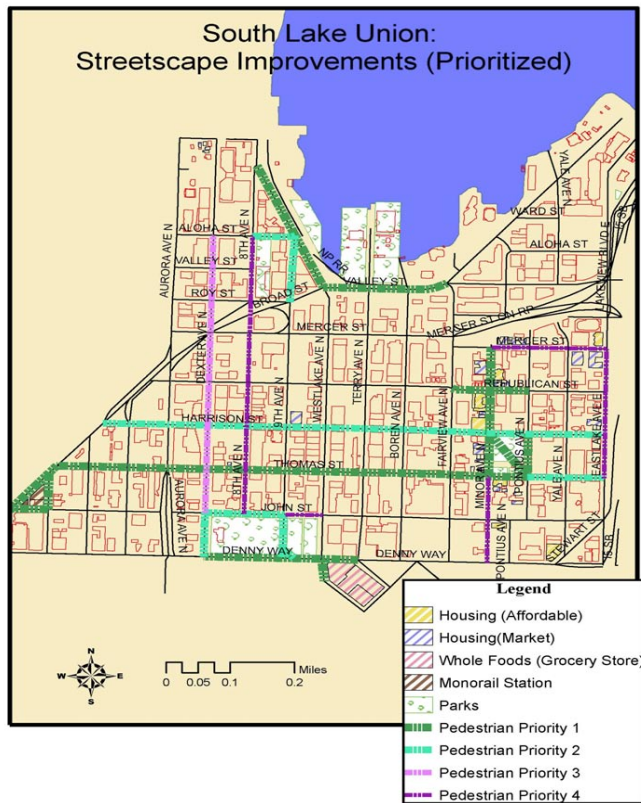 South Lake Union:
Streetscape Improvements (Prioritized)
YALE AVE N
WARD ST
ALOHA ST
ALOHA ST
8TH AVE N
LAKEVIEW BLVD E
I5 SB
AURORA AVE N
VALLEY ST
NP RR
VALLEY ST
ROY ST
BROAD ST
MERCER ST
MERSER ST ON RP
MERCER ST
DEXTER AVE N
WESTLAKE AVE N
TERRY AVE N
REPUBLICAN ST
9TH AVE N
BOREN AVE N
FAIRVIEW AVE N
HARRISON ST
EASTLAKE AVE E
MINOR AVE N
PONTIUS AVE N
YALE AVE N
THOMAS ST
8TH AVE N
AURORA AVE N
JOHN ST
DENNY WAY
DENNY WAY
PONTIUS AVE N
STEWART ST
I5 SB
Legend
Housing (Affordable)
Housing(Market)
Whole Foods (Grocery Store)
Monorail Station
Parks
Pedestrian Priority 1
Pedestrian Priority 2
Pedestrian Priority 3
Pedestrian Priority 4
N
W
E
S
Miles
0 0.05 0.1 0.2